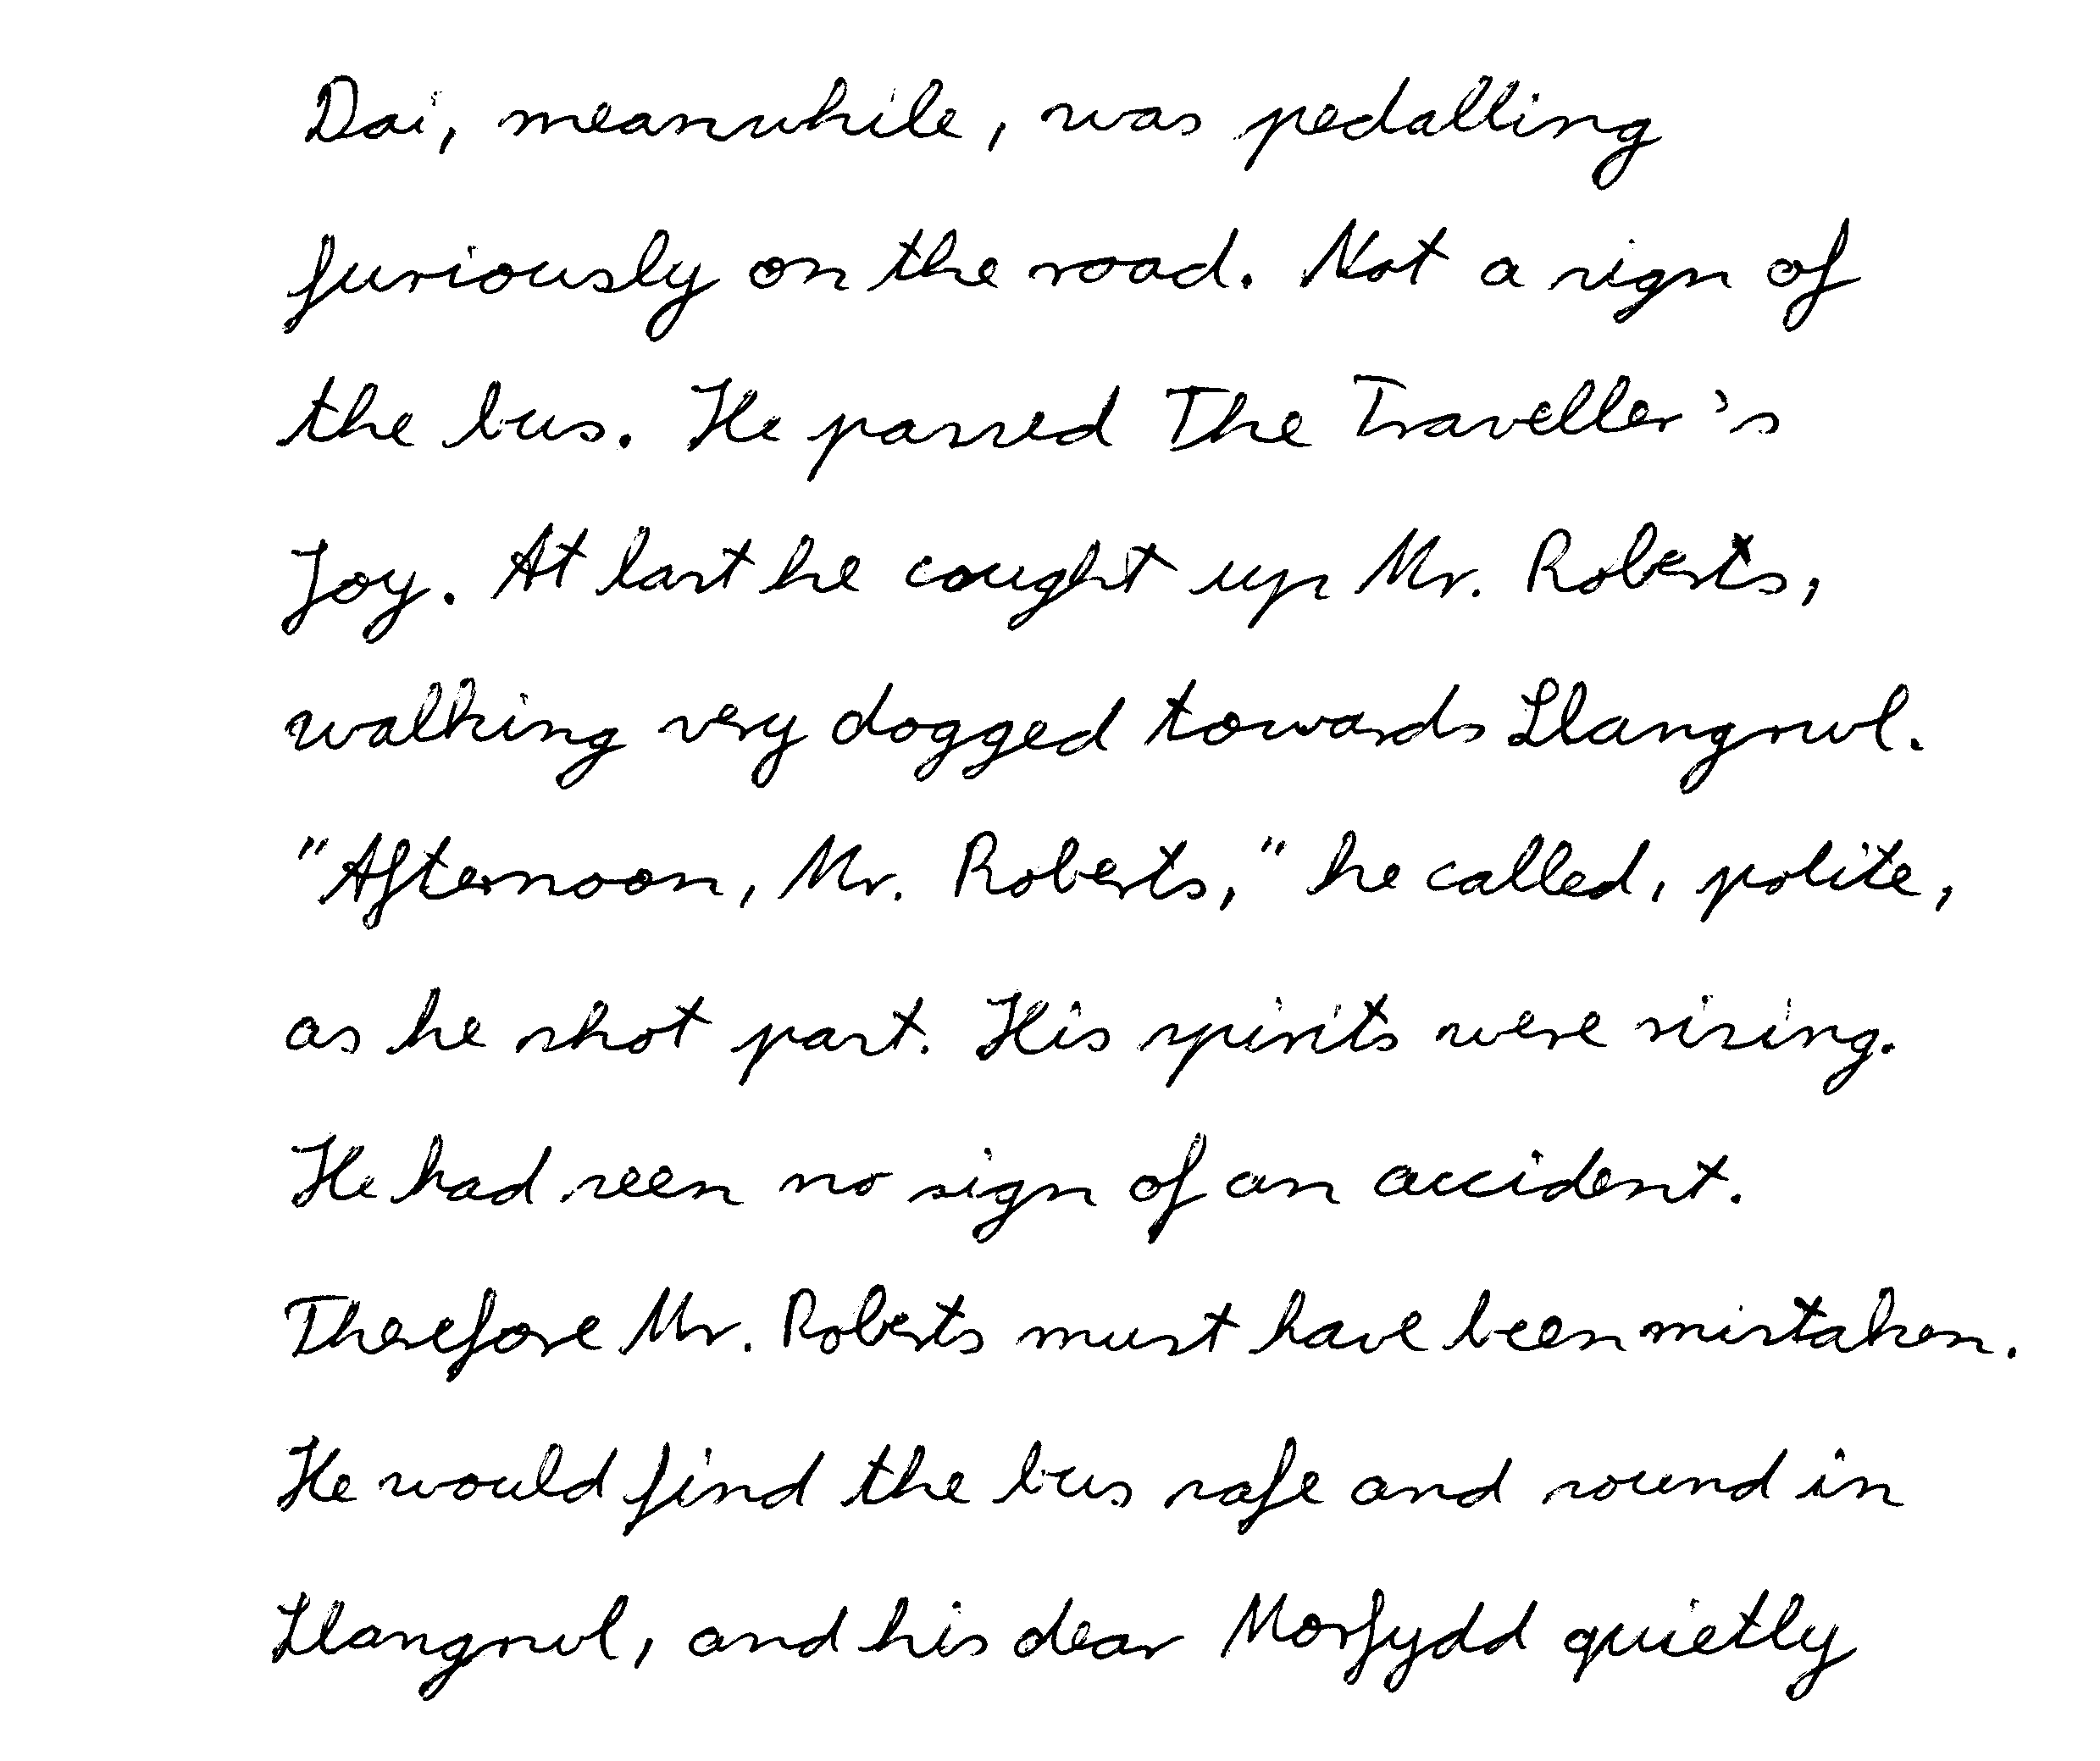 Dai, meanwhile, was pedalling
furiously on the road. Not a sign of
the bus. He passed The Traveller's
Joy. At last he caught up Mr. Roberts,
walking very dogged towards Llangrwl.
"Afternoon, Mr. Roberts," he called, polite,
as he shot past. His spirits were rising.
He had seen no sign of an accident.
Therefore Mr. Roberts must have been mistaken.
He would find the bus safe and sound in
Llangrwl, and his dear Morfydd quietly